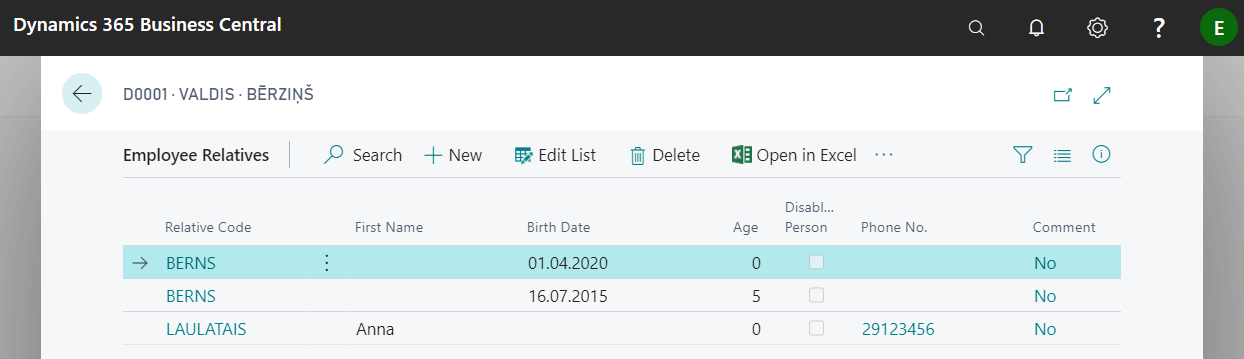 Dynamics 365 Business Central
E
D0001 · VALDIS · BĒRZIŅŠ
Employee Relatives Search New Edit List Delete Open in Excel ...
Relative Code First Name Birth Date Age Disabl... Person Phone No. Comment
BERNS 01.04.2020 0 No
BERNS 16.07.2015 5 No
LAULATAIS Anna 0 29123456 No